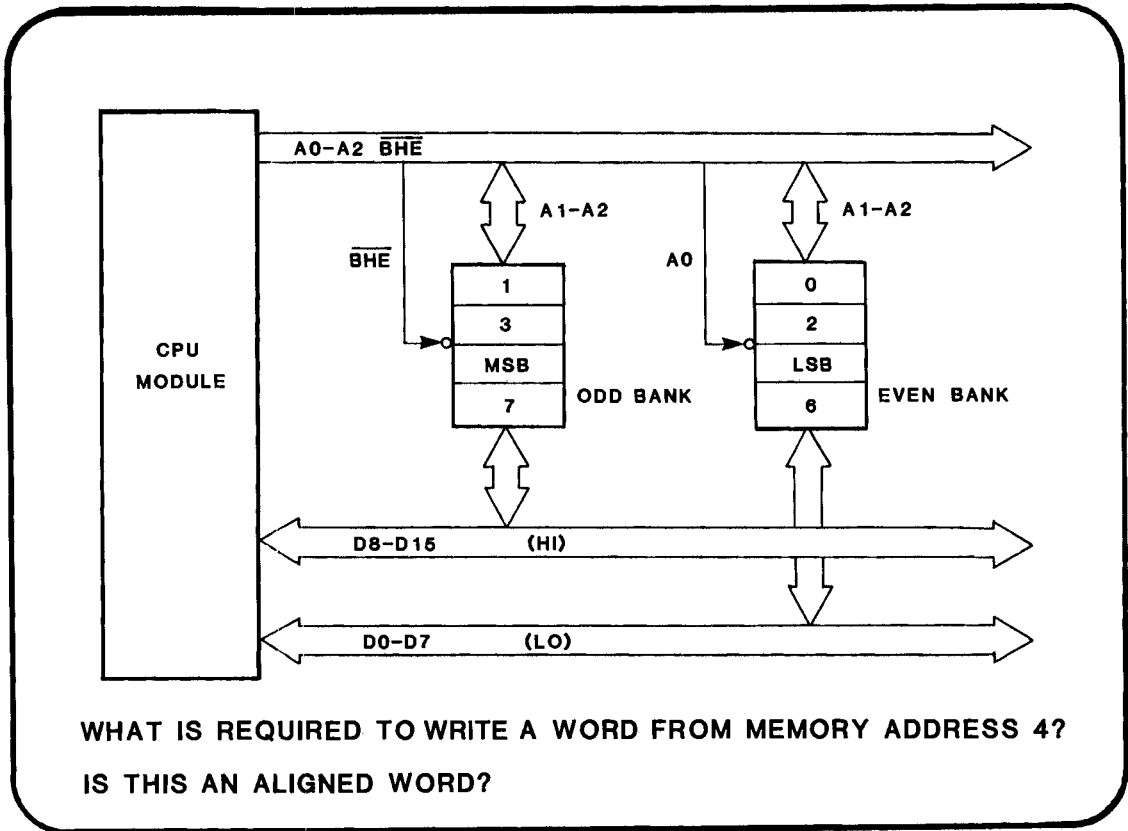 A0-A2 B̅H̅E̅
A1-A2
A1-A2
B̅H̅E̅
A0
1
3
MSB
7
0
2
LSB
6
CPU
MODULE
ODD BANK
EVEN BANK
D8-D15 (HI)
D0-D7 (LO)
WHAT IS REQUIRED TO WRITE A WORD FROM MEMORY ADDRESS 4?
IS THIS AN ALIGNED WORD?